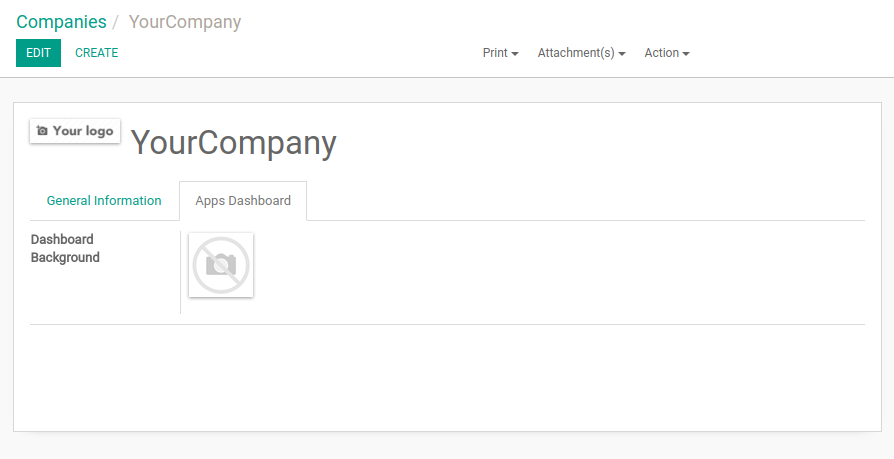 Companies / YourCompany
EDIT CREATE Print Attachment(s) Action
Your logo
YourCompany
General Information Apps Dashboard
Dashboard
Background